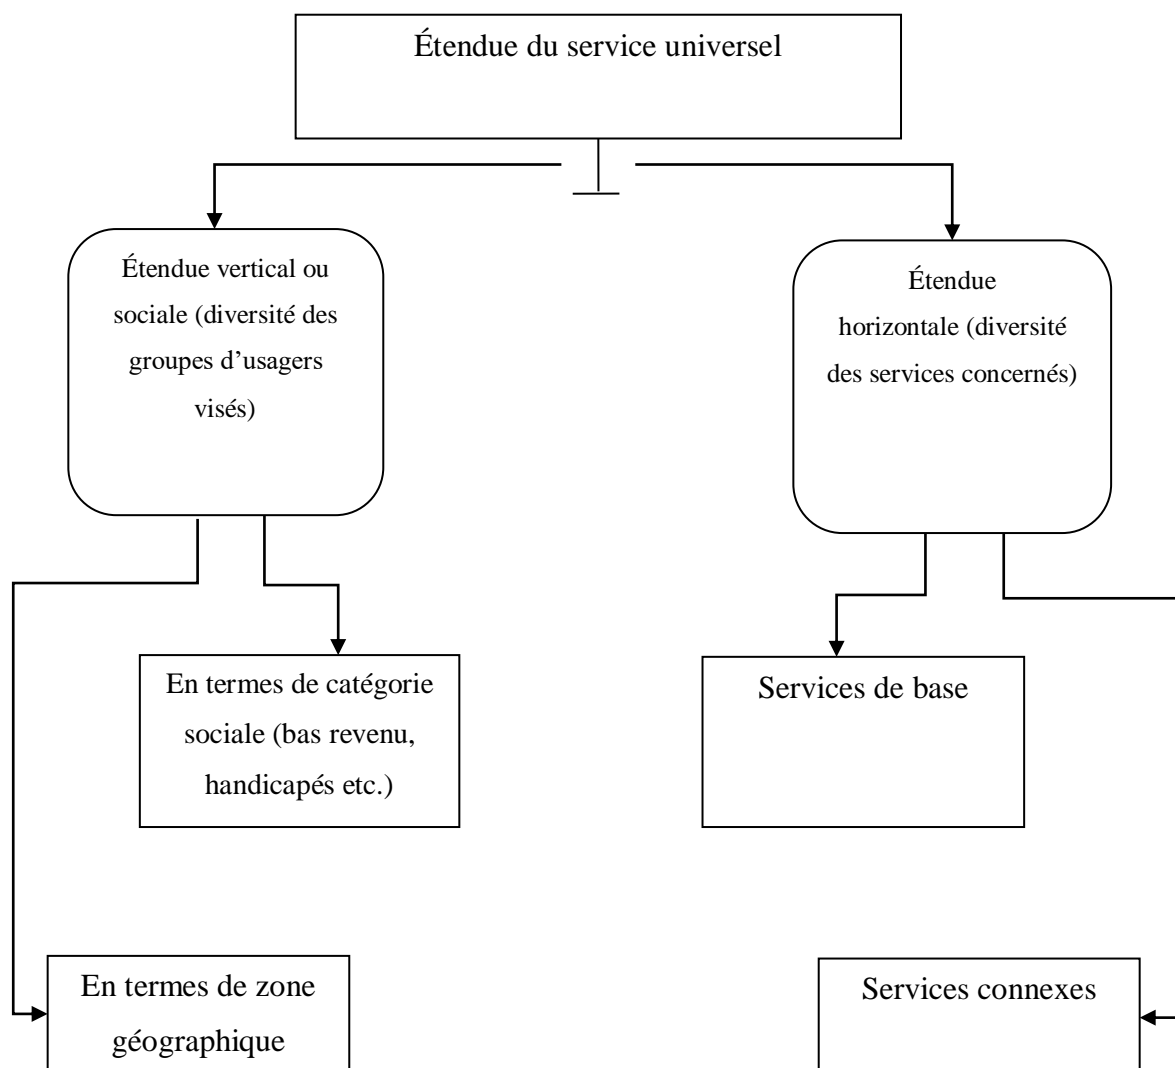 Étendue du service universel
Étendue vertical ou
sociale (diversité des
groupes d’usagers
visés)
Étendue
horizontale (diversité
des services concernés)
En termes de catégorie
sociale (bas revenu,
handicapés etc.)
Services de base
En termes de zone
géographique
Services connexes